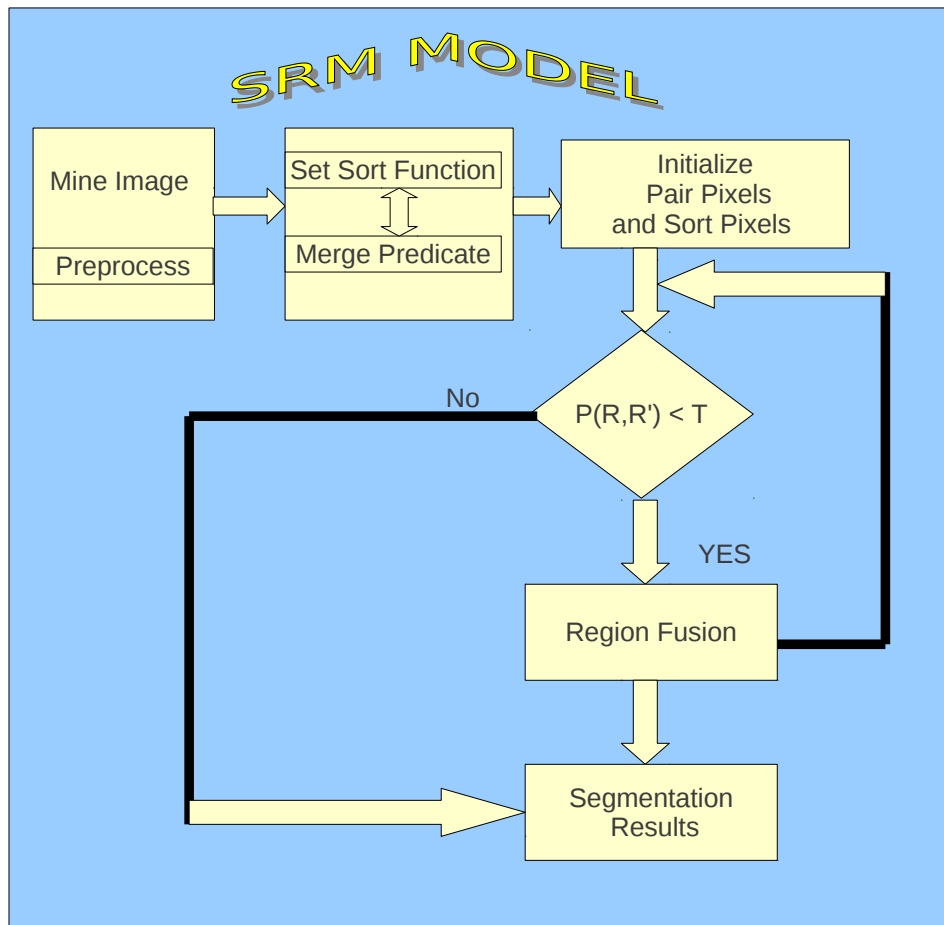 SRM MODEL
Mine Image
Preprocess
Set Sort Function
Merge Predicate
Initialize
Pair Pixels
and Sort Pixels
No
P(R,R') < T
YES
Region Fusion
Segmentation
Results